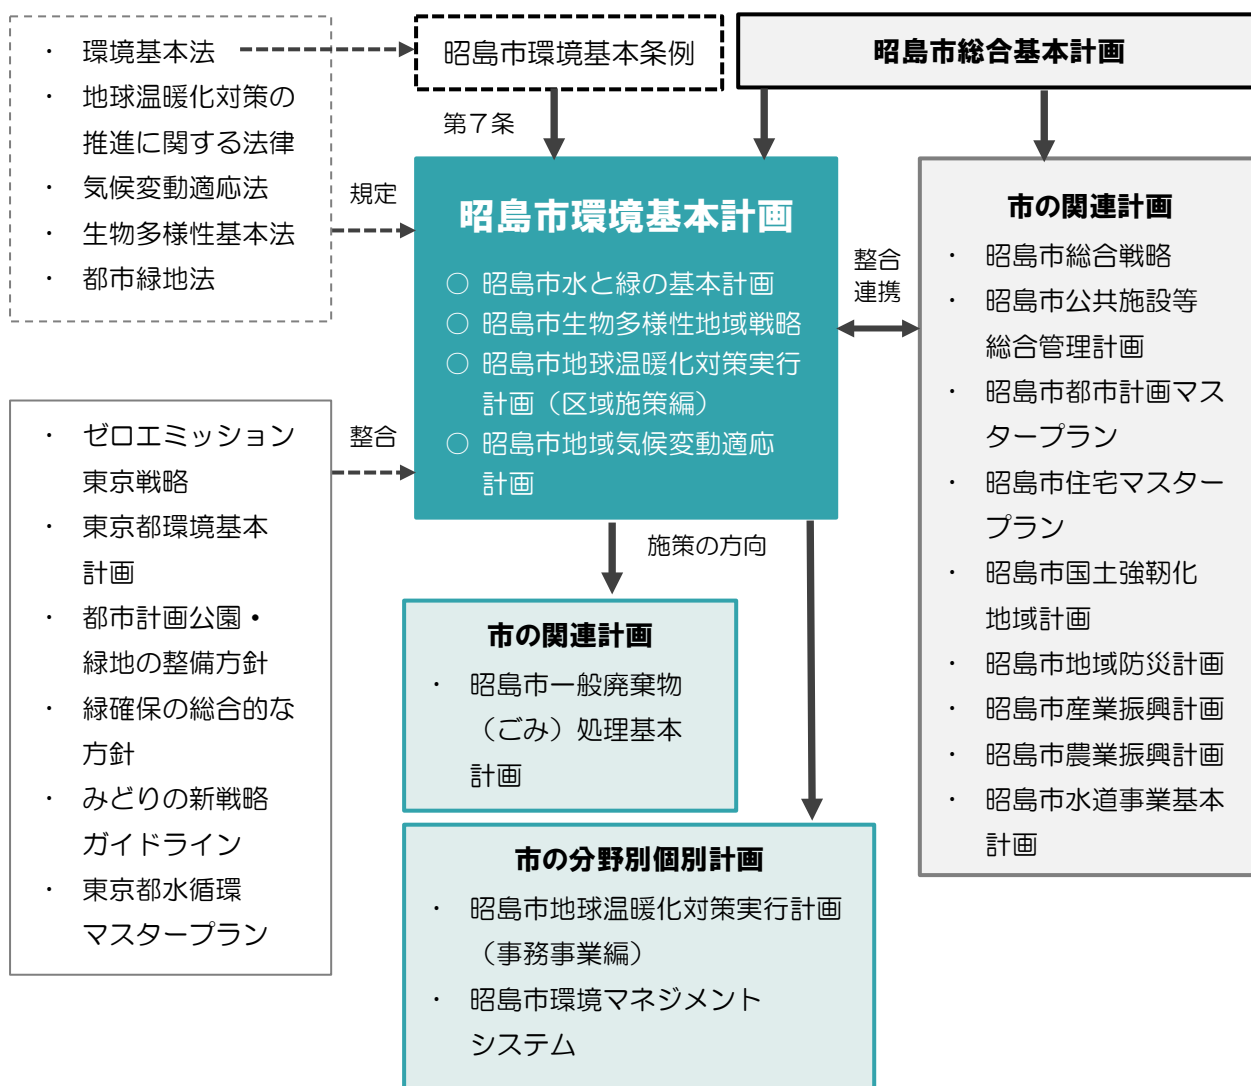 ・ 環境基本法
・ 地球温暖化対策の
推進に関する法律
・ 気候変動適応法
・ 生物多様性基本法
・ 都市緑地法
昭島市環境基本条例
昭島市総合基本計画
第７条
規定
昭島市環境基本計画
○ 昭島市水と緑の基本計画
○ 昭島市生物多様性地域戦略
○ 昭島市地球温暖化対策実行
計画（区域施策編）
○ 昭島市地域気候変動適応
計画
整合
連携
市の関連計画
・ 昭島市総合戦略
・ 昭島市公共施設等
総合管理計画
・ 昭島市都市計画マス
タープラン
・ 昭島市住宅マスター
プラン
・ 昭島市国土強靭化
地域計画
・ 昭島市地域防災計画
・ 昭島市産業振興計画
・ 昭島市農業振興計画
・ 昭島市水道事業基本
計画
・ ゼロエミッション
東京戦略
・ 東京都環境基本
計画
・ 都市計画公園・
緑地の整備方針
・ 緑確保の総合的な
方針
・ みどりの新戦略
ガイドライン
・ 東京都水循環
マスタープラン
整合
施策の方向
市の関連計画
・ 昭島市一般廃棄物
（ごみ）処理基本
計画
市の分野別個別計画
・ 昭島市地球温暖化対策実行計画
（事務事業編）
・ 昭島市環境マネジメント
システム